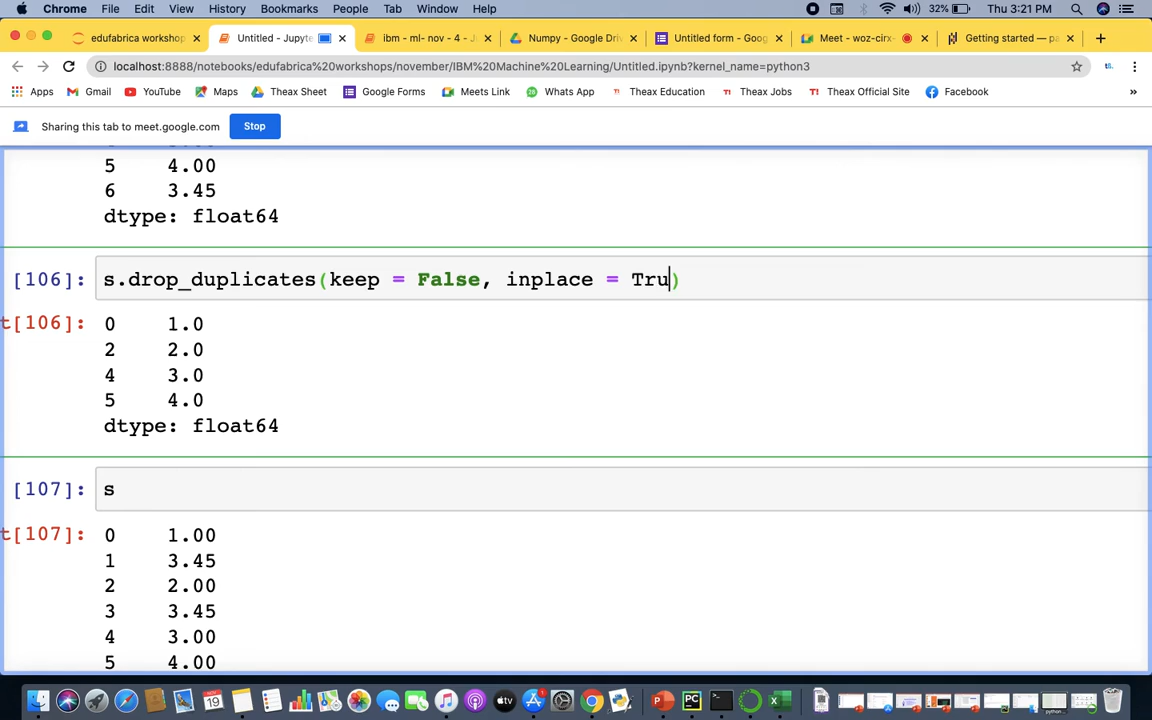 Chrome File Edit View History Bookmarks People Tab Window Help 32% Thu 3:21 PM
edufabrica workshop Untitled - Jupyte ibm - ml- nov - 4 - J Numpy - Google Dri Untitled form - Goog Meet - woz-cirx- Getting started — pa
localhost:8888/notebooks/edufabrica%20workshops/november/IBM%20Machine%20Learning/Untitled.ipynb?kernel_name=python3
Apps Gmail YouTube Maps Theax Sheet Google Forms Meets Link Whats App Theax Education Theax Jobs Theax Official Site Facebook »
Sharing this tab to meet.google.com Stop
5 4.00
6 3.45
dtype: float64
[106]: s.drop_duplicates(keep = False, inplace = Tru)
t[106]: 0 1.0
2 2.0
4 3.0
5 4.0
dtype: float64
[107]: s
t[107]: 0 1.00
1 3.45
2 2.00
3 3.45
4 3.00
5 4.00